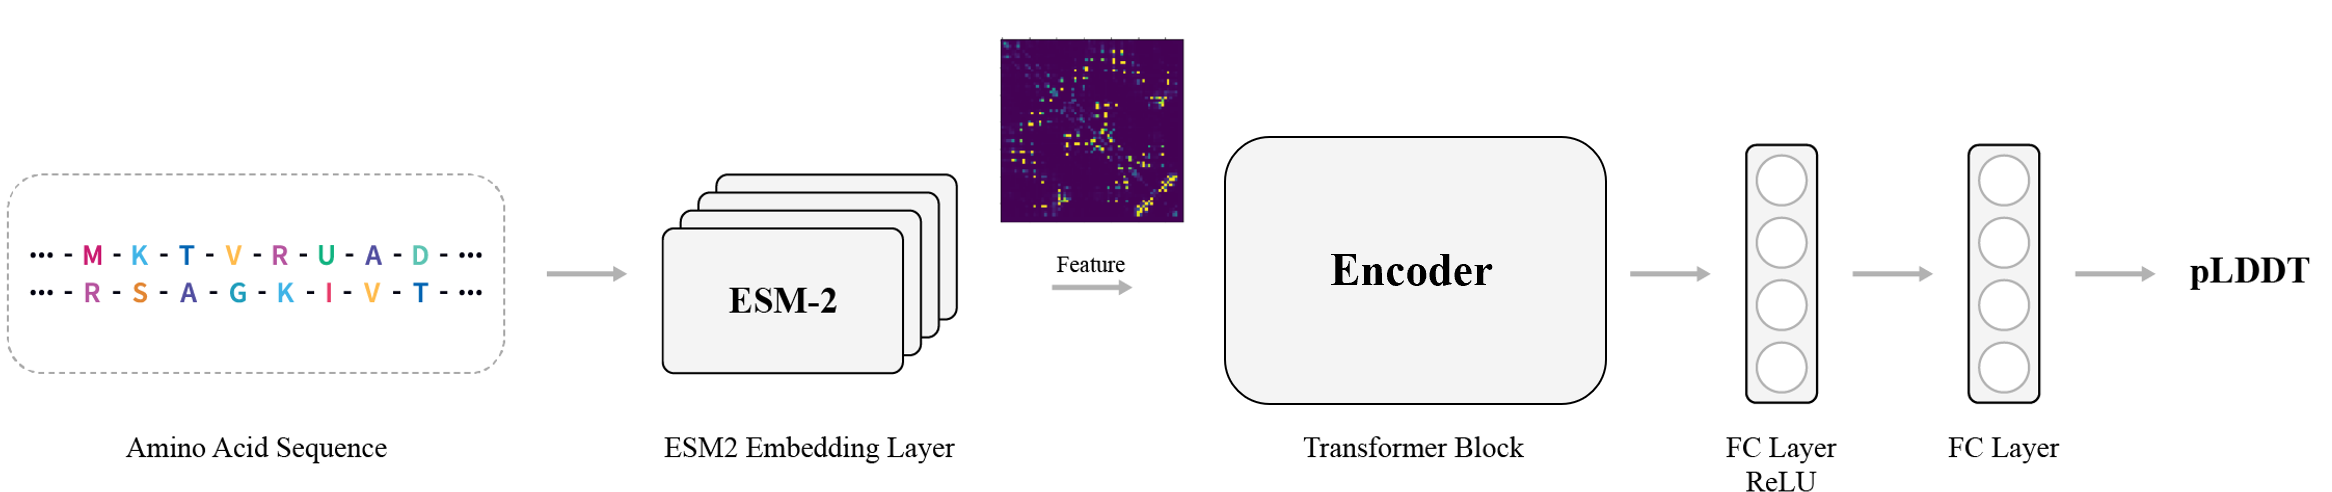 ••• - M - K - T - V - R - U - A - D - •••
••• - R - S - A - G - K - I - V - T - •••
Amino Acid Sequence
ESM-2
ESM2 Embedding Layer
Feature
Encoder
Transformer Block
FC Layer
ReLU
FC Layer
pLDDT